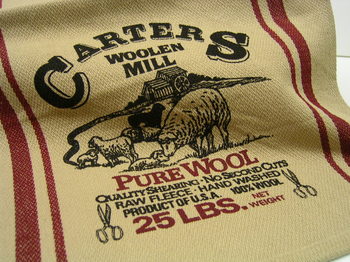 CARTERS
WOOLEN
MILL
PURE WOOL
QUALITY SHEARING · NO SECOND CUTS
RAW FLEECE · HAND WASHED
PRODUCT OF U.S.A. 100% WOOL
25 LBS. NET WEIGHT